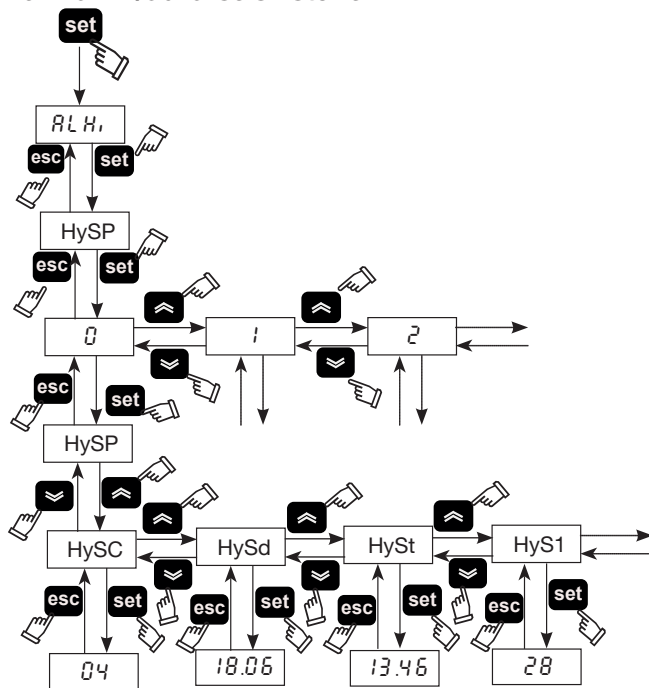 set
ALHi
esc set
HySP
esc set
0 1 2
esc set
HySP
HySC HySd HySt HyS1
esc set esc set esc set esc set
04 18.06 13.46 28